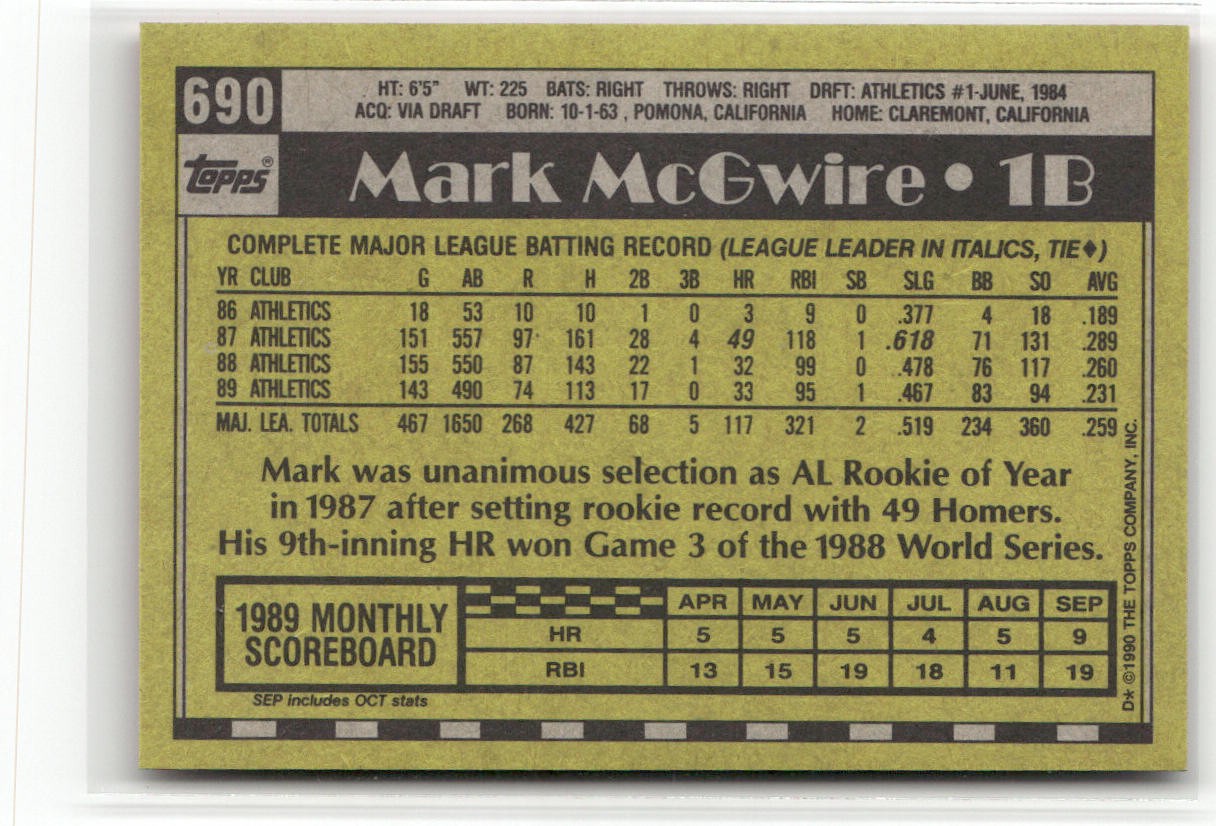 690
HT: 6'5" WT: 225 BATS: RIGHT THROWS: RIGHT DRFT: ATHLETICS #1-JUNE, 1984
ACQ: VIA DRAFT BORN: 10-1-63 , POMONA, CALIFORNIA HOME: CLAREMONT, CALIFORNIA
Topps®
Mark McGwire • 1B
COMPLETE MAJOR LEAGUE BATTING RECORD (LEAGUE LEADER IN ITALICS, TIE♦)
YR CLUB G AB R H 2B 3B HR RBI SB SLG BB SO AVG
86 ATHLETICS 18 53 10 10 1 0 3 9 0 .377 4 18 .189
87 ATHLETICS 151 557 97 161 28 4 49 118 1 .618 71 131 .289
88 ATHLETICS 155 550 87 143 22 1 32 99 0 .478 76 117 .260
89 ATHLETICS 143 490 74 113 17 0 33 95 1 .467 83 94 .231
MAJ. LEA. TOTALS 467 1650 268 427 68 5 117 321 2 .519 234 360 .259
Mark was unanimous selection as AL Rookie of Year
in 1987 after setting rookie record with 49 Homers.
His 9th-inning HR won Game 3 of the 1988 World Series.
1989 MONTHLY
SCOREBOARD
APR MAY JUN JUL AUG SEP
HR 5 5 5 4 5 9
RBI 13 15 19 18 11 19
SEP includes OCT stats
D* ©1990 THE TOPPS COMPANY, INC.